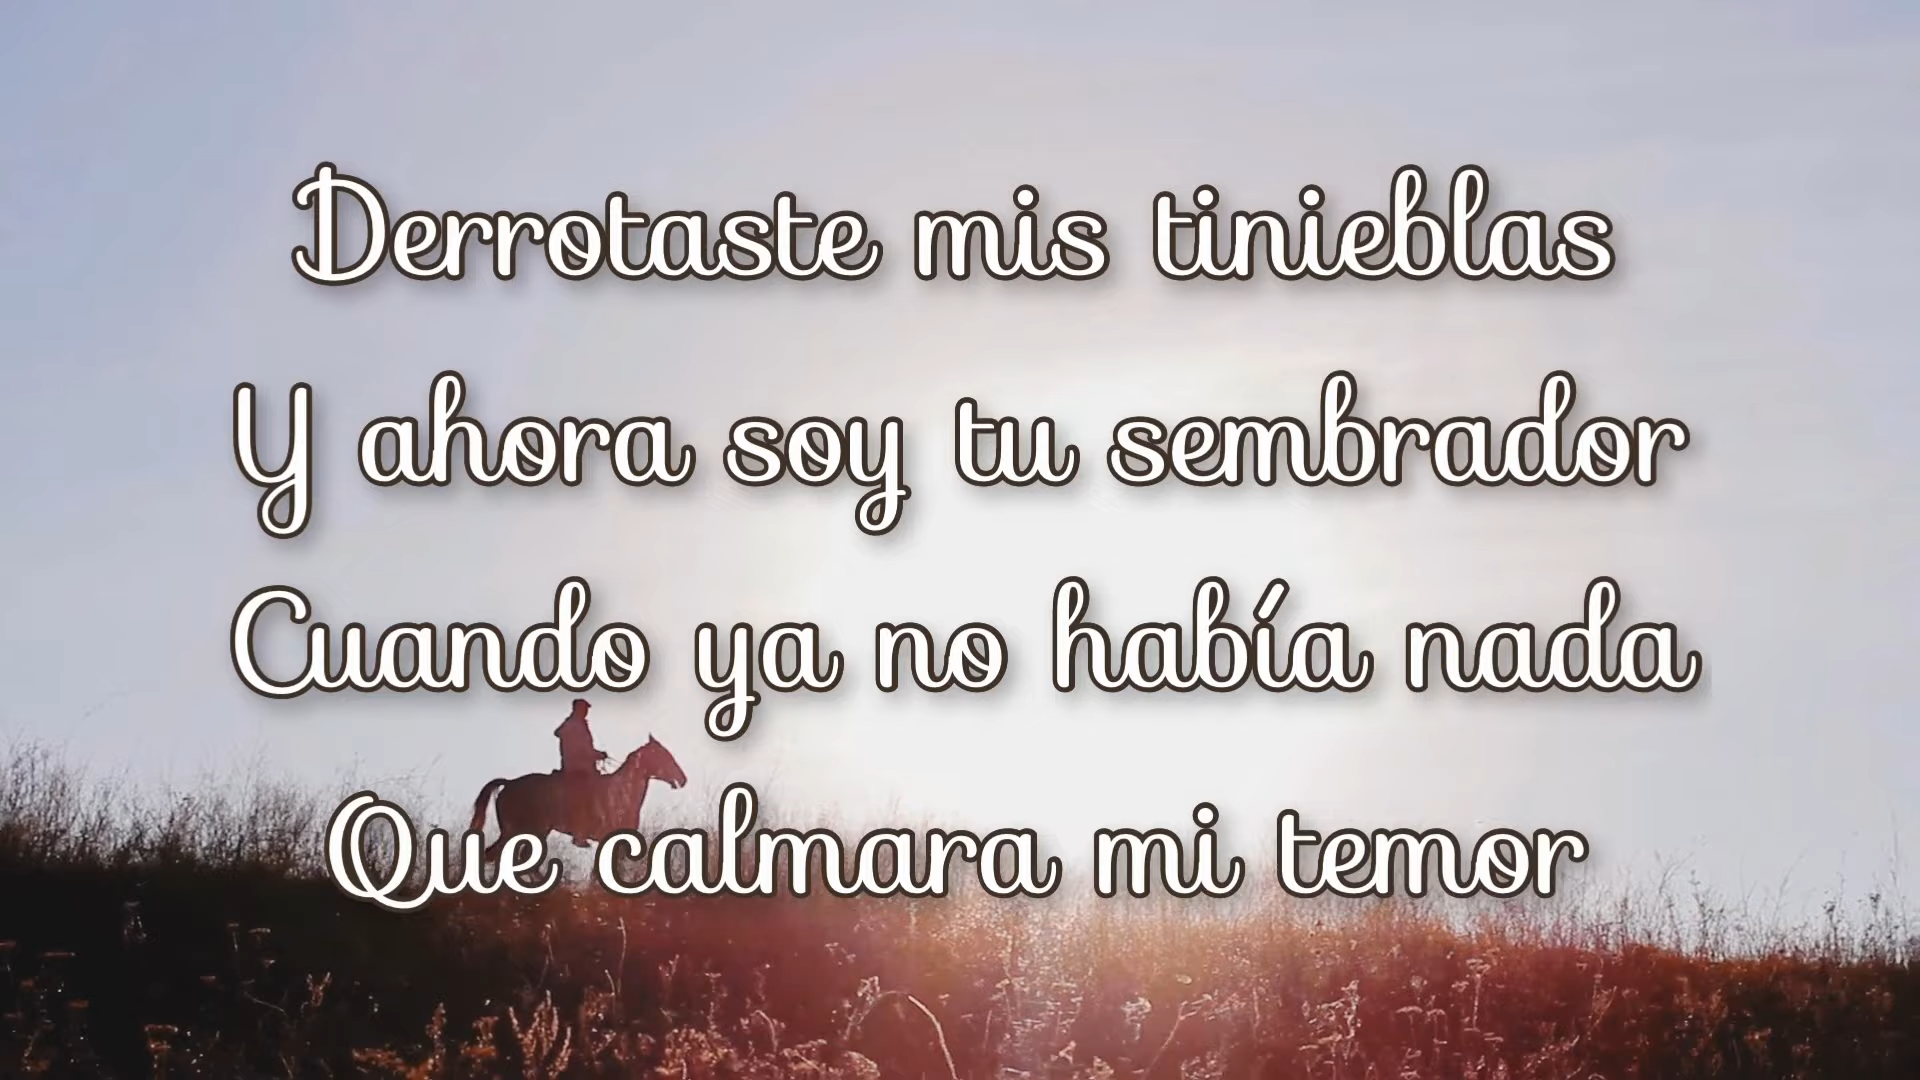 Derrotaste mis tinieblas
Y ahora soy tu sembrador
Cuando ya no había nada
Que calmara mi temor